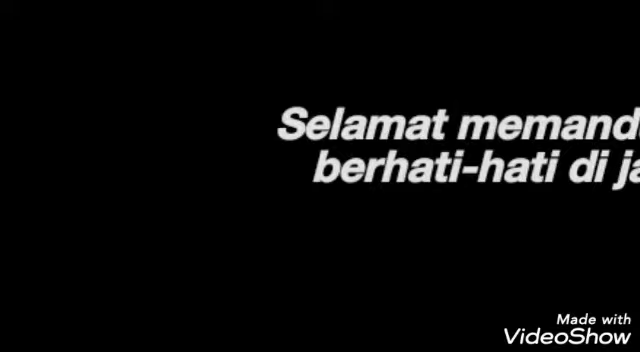 Selamat memand
berhati-hati di ja
Made with
VideoShow